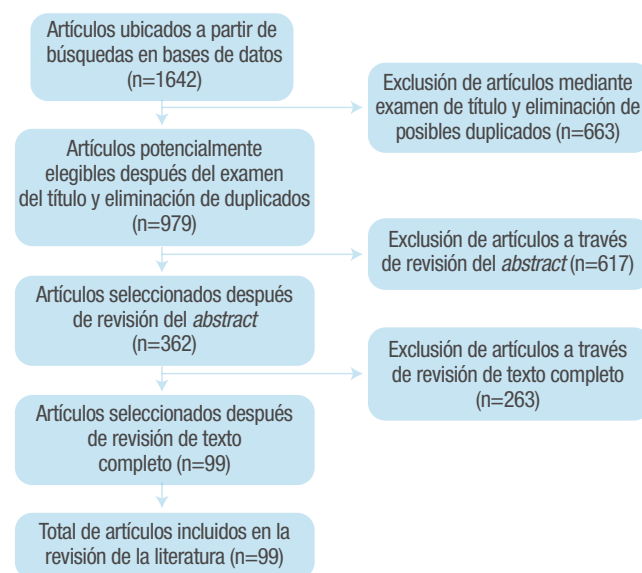 Artículos ubicados a partir de
búsquedas en bases de datos
(n=1642)
Exclusión de artículos mediante
examen de título y eliminación de
posibles duplicados (n=663)
Artículos potencialmente
elegibles después del examen
del título y eliminación de duplicados
(n=979)
Exclusión de artículos a través
de revisión del abstract (n=617)
Artículos seleccionados después
de revisión del abstract
(n=362)
Exclusión de artículos a través
de revisión de texto completo
(n=263)
Artículos seleccionados después
de revisión de texto
completo (n=99)
Total de artículos incluidos en la
revisión de la literatura (n=99)